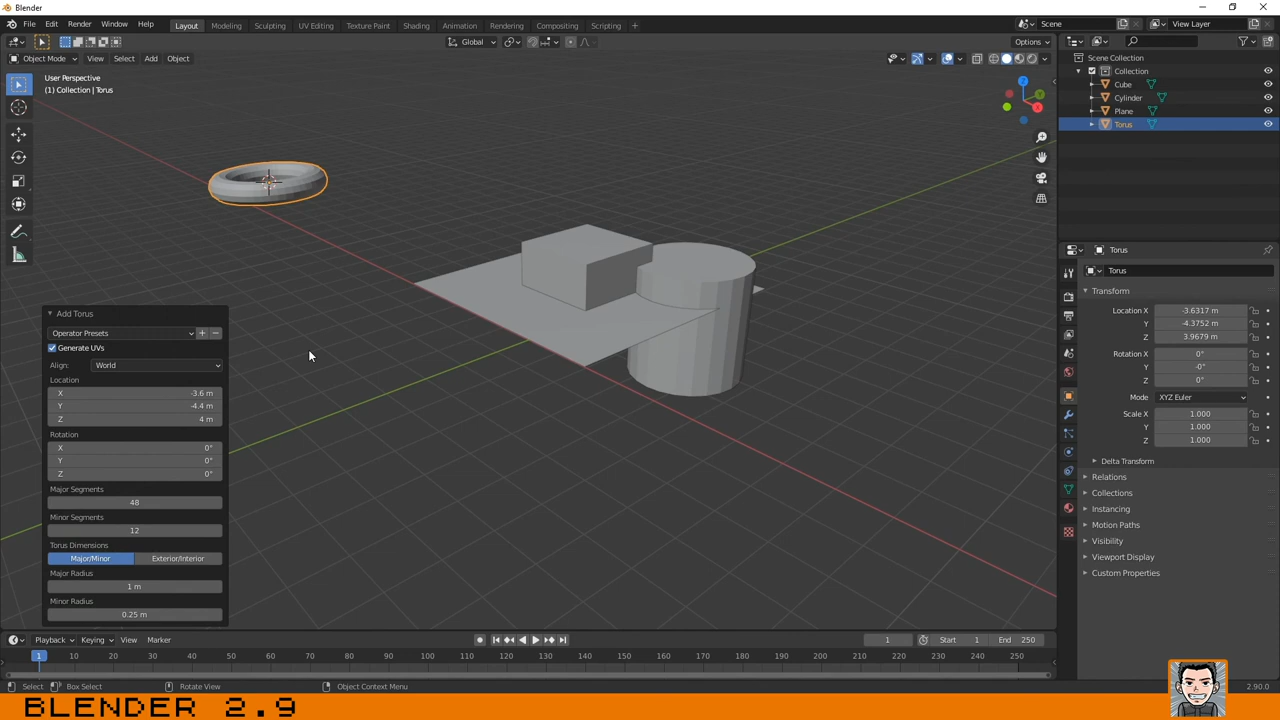 Blender
File Edit Render Window Help Layout Modeling Sculpting UV Editing Texture Paint Shading Animation Rendering Compositing Scripting + Scene View Layer
Global Options
Object Mode View Select Add Object
User Perspective
(1) Collection | Torus
Scene Collection
Collection
Cube
Cylinder
Plane
Torus
Z
Y
X
Add Torus
Operator Presets
Generate UVs
Align: World
Location
X -3.6 m
Y -4.4 m
Z 4 m
Rotation
X 0°
Y 0°
Z 0°
Major Segments
48
Minor Segments
12
Torus Dimensions
Major/Minor Exterior/Interior
Major Radius
1 m
Minor Radius
0.25 m
Torus
Torus
Transform
Location X -3.6317 m
Y -4.3752 m
Z 3.9679 m
Rotation X 0°
Y -0°
Z 0°
Mode XYZ Euler
Scale X 1.000
Y 1.000
Z 1.000
Delta Transform
Relations
Collections
Instancing
Motion Paths
Visibility
Viewport Display
Custom Properties
Playback Keying View Marker 1 Start 1 End 250
1 10 20 30 40 50 60 70 80 90 100 110 120 130 140 150 160 170 180 190 200 210 220 230 240 250
Select Box Select Rotate View Object Context Menu 2.90.0
BLENDER 2.9